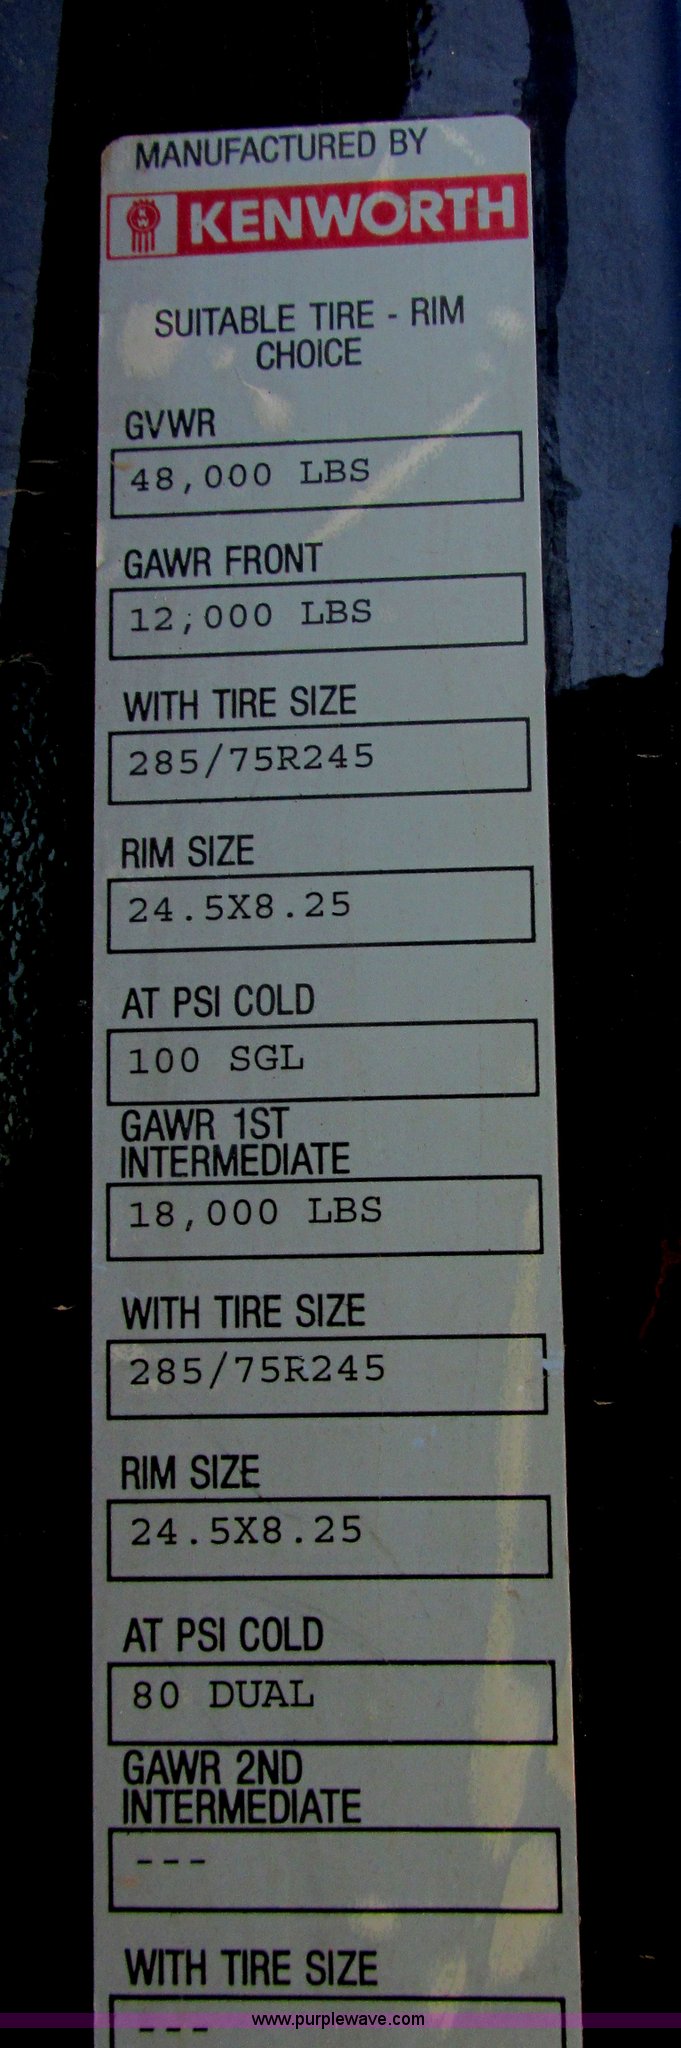 MANUFACTURED BY
KW KENWORTH
SUITABLE TIRE - RIM
CHOICE
GVWR
48,000 LBS
GAWR FRONT
12,000 LBS
WITH TIRE SIZE
285/75R245
RIM SIZE
24.5X8.25
AT PSI COLD
100 SGL
GAWR 1ST
INTERMEDIATE
18,000 LBS
WITH TIRE SIZE
285/75R245
RIM SIZE
24.5X8.25
AT PSI COLD
80 DUAL
GAWR 2ND
INTERMEDIATE
---
WITH TIRE SIZE
---
www.purplewave.com